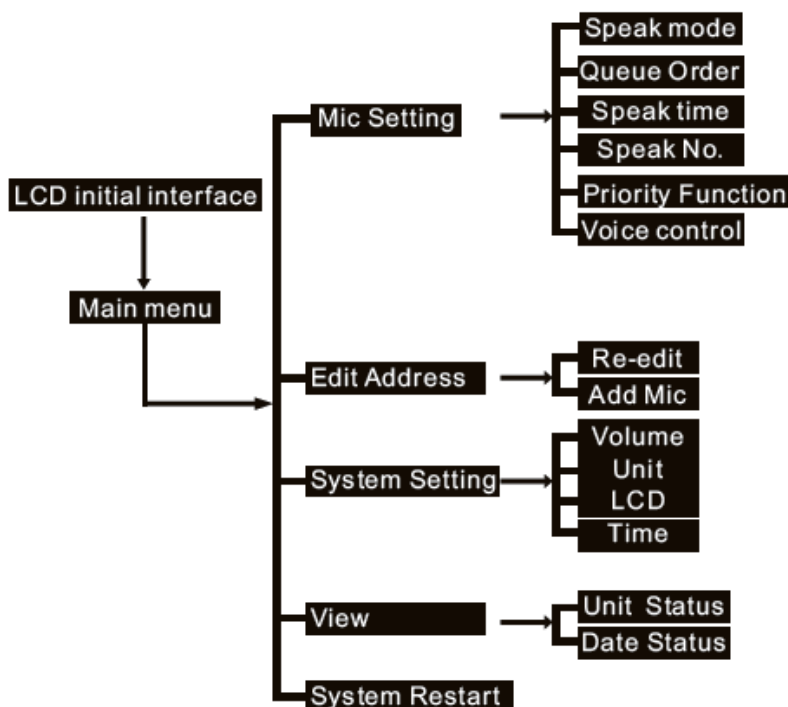 LCD initial interface
Main menu
Mic Setting
Speak mode
Queue Order
Speak time
Speak No.
Priority Function
Voice control
Edit Address
Re-edit
Add Mic
System Setting
Volume
Unit
LCD
Time
View
Unit Status
Date Status
System Restart